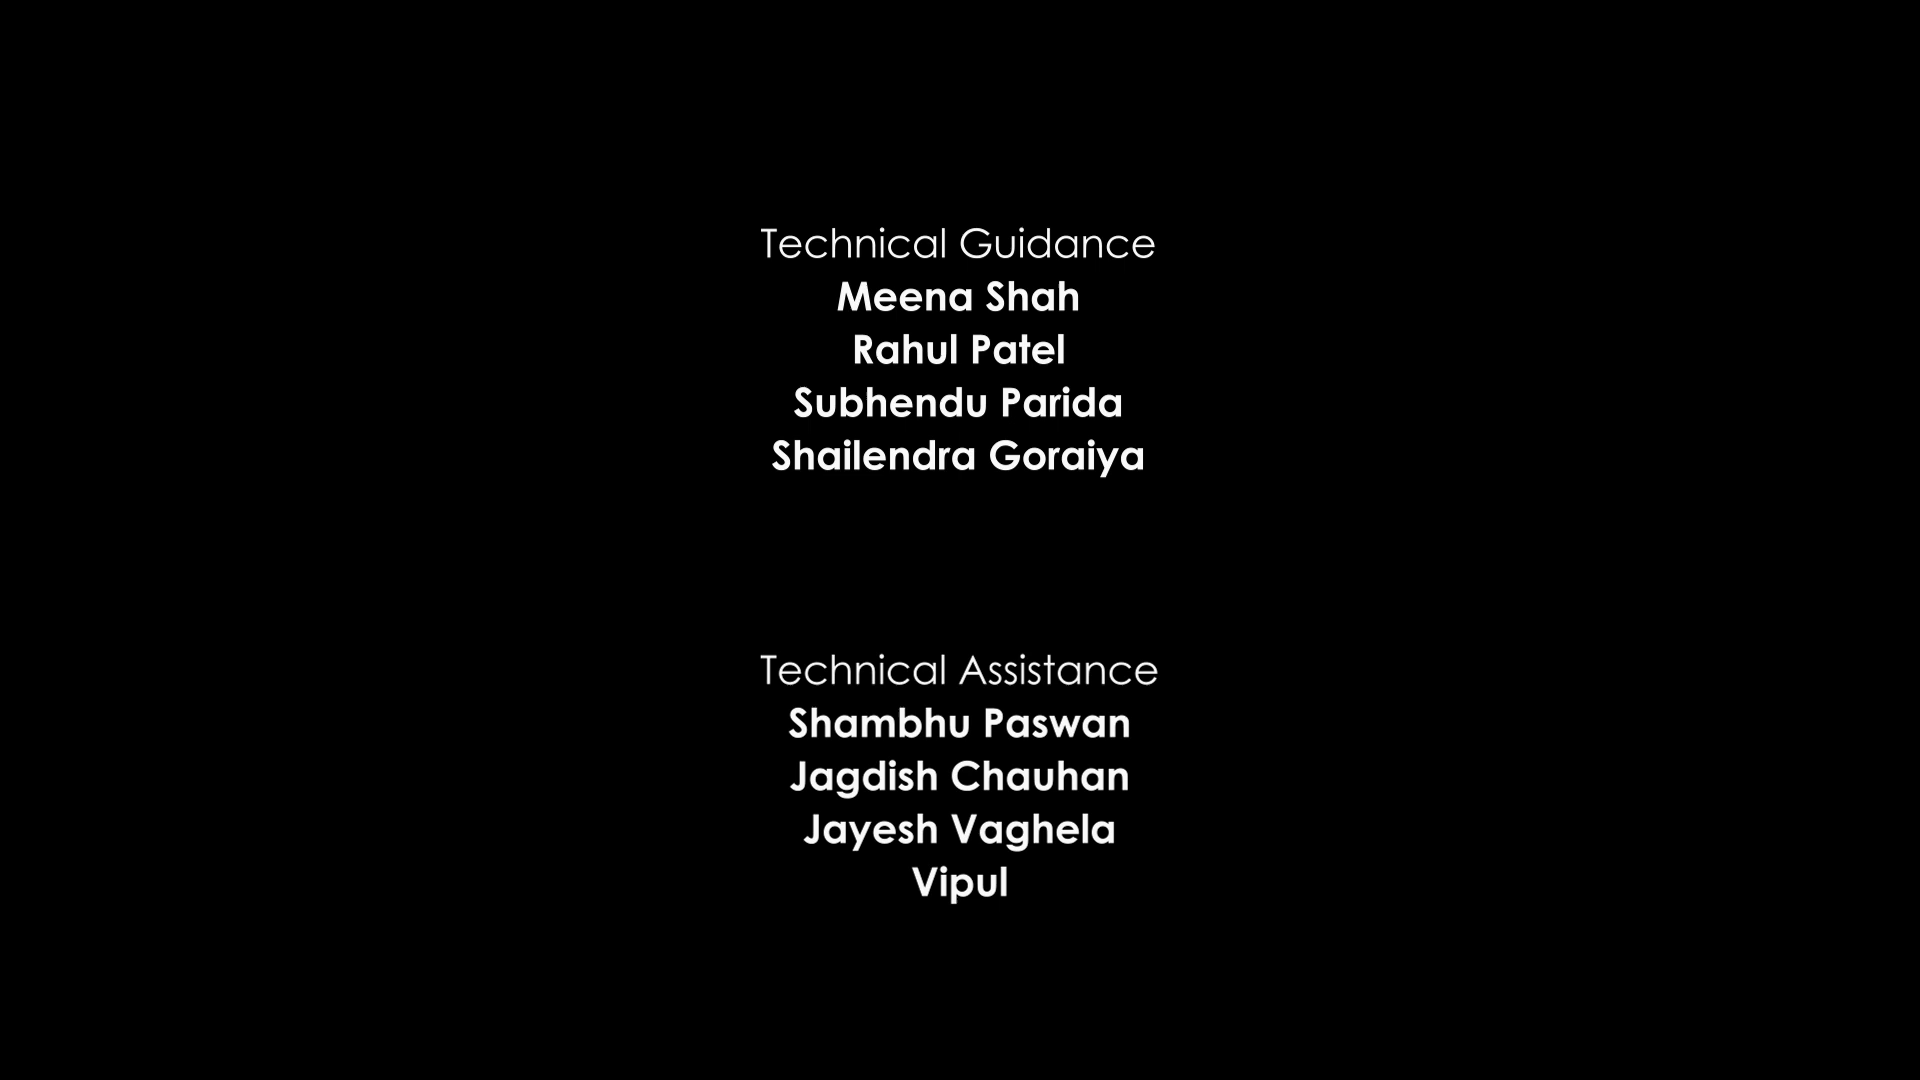 Technical Guidance
Meena Shah
Rahul Patel
Subhendu Parida
Shailendra Goraiya
Technical Assistance
Shambhu Paswan
Jagdish Chauhan
Jayesh Vaghela
Vipul